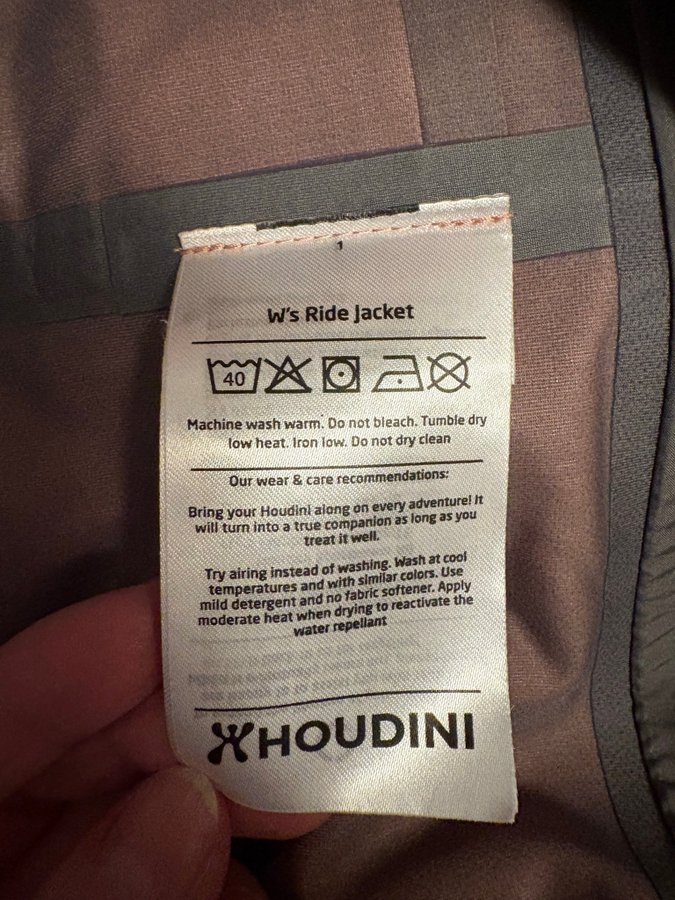 1
W's Ride Jacket
40
Machine wash warm. Do not bleach. Tumble dry
low heat. Iron low. Do not dry clean
Our wear & care recommendations:
Bring your Houdini along on every adventure! It
will turn into a true companion as long as you
treat it well.
Try airing instead of washing. Wash at cool
temperatures and with similar colors. Use
mild detergent and no fabric softener. Apply
moderate heat when drying to reactivate the
water repellant
HOUDINI